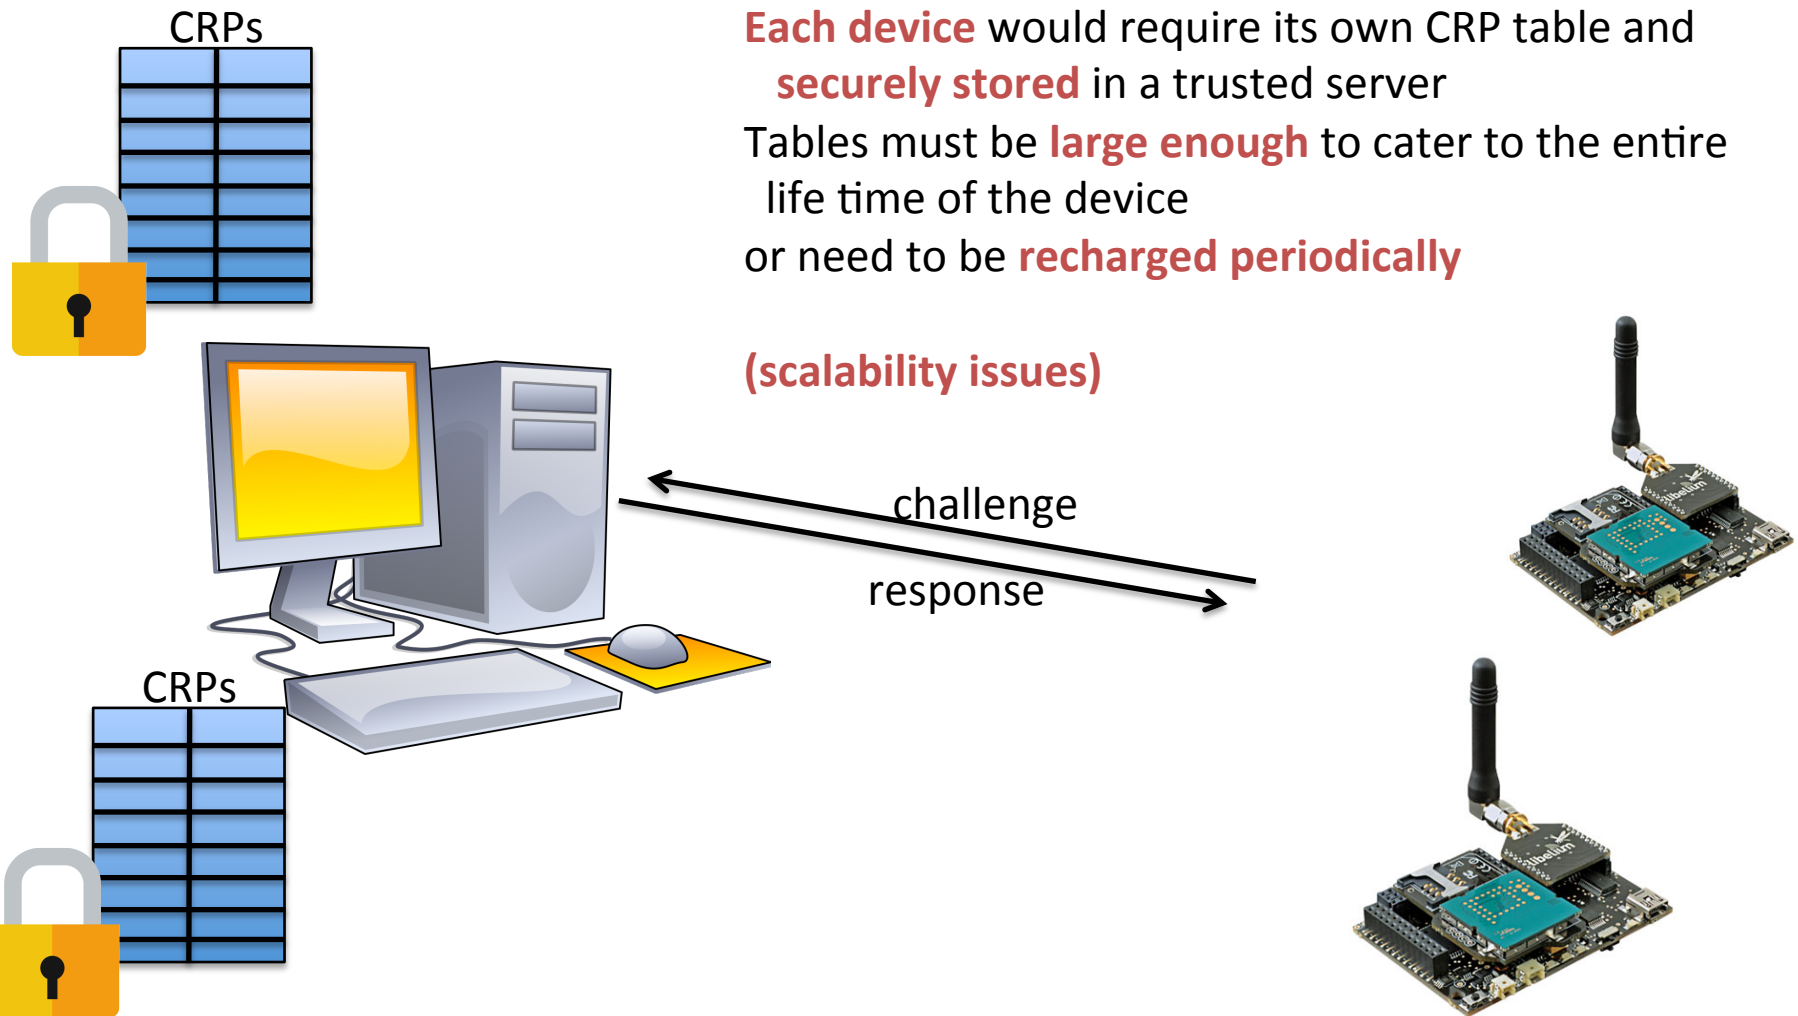 CRPs
Each device would require its own CRP table and
securely stored in a trusted server
Tables must be large enough to cater to the entire
life time of the device
or need to be recharged periodically
(scalability issues)
challenge
response
CRPs
libelium
libelium